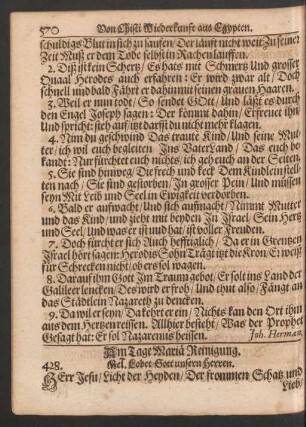 570 Von Christi Wiederkunft aus Egypten.
schuldigs Blut in sich zu sauffen/ Der läufft nicht weit/ Zu seiner
Zeit Muß er dem Tode selbst in Rachen lauffen.
2. Diß ist kein Schertz/ Es hats mit Schmertz Und grosser
Quaal Herodes auch erfahren: Er wird zwar alt/ Doch
schnell und bald Fährt er dahin mit seinen grauen Haaren.
3. Weil er nun todt/ So sendet GOtt/ Und läßt es durch
den Engel Joseph sagen: Der kömmt dahin/ Erfreuet ihn/
Und spricht: steh auf! itzt darffst du nicht mehr klagen.
4. Nim du geschwind Das traute Kind/ Und seine Mut-
ter/ ich wil euch begleiten Ins VaterLand/ Das euch be-
kandt: Nur fürchtet euch nichts/ ich geh euch an der Seiten.
5. Sie sind hinweg/ Die frech und keck Dem Kindlein stell-
ten nach/ Sie sind gestorben/ In grosser Pein/ Und müssen
seyn Mit Leib und Seel in Ewigkeit verdorben.
6. Bald er aufwacht/ Und sich aufmacht/ Nimmt Mutter
und das Kind/ und zieht mit beyden In Israel/ Sein Hertz
und Seel/ Und was er ist und hat/ ist voller Freuden.
7. Doch fürcht er sich Auch hefftiglich/ Da er in Grentzen
Israel hört sagen: Herodis Sohn Trägt itzt die Kron/ Er weiß
für Schrecken nicht/ ob ers sol wagen.
8. Darauf ihm Gott Im Traum gebot/ Er solt ins Land der
Galileer lencken/ Des wird er froh/ Und thut also/ Fängt an
das Städtlein Nazareth zu dencken.
9. Da wil er seyn/ Da kehrt er ein/ Nichts kan den Ort ihm
aus dem Hertzen reissen. Allhier besteht/ Was der Prophet
Gesagt hat: Er sol Nazarenus heissen. Joh. Herman.
Am Tage Mariä Reinigung.
428. Mel. Lobet Gott unsern Herren.
HErr Jesu/ Licht der Heyden/ Der frommen Schatz und
Lieb/